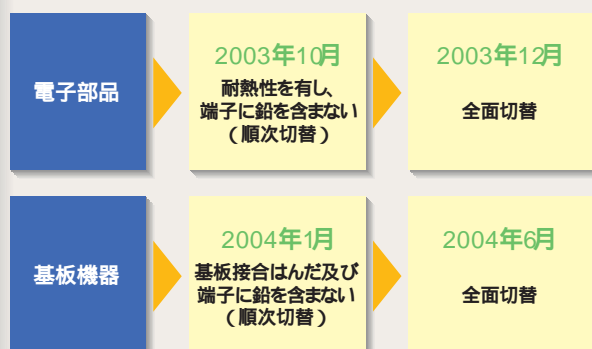 電子部品
2003年10月
耐熱性を有し、
端子に鉛を含まない
(順次切替)
2003年12月
全面切替
基板機器
2004年1月
基板接合はんだ及び
端子に鉛を含まない
(順次切替)
2004年6月
全面切替